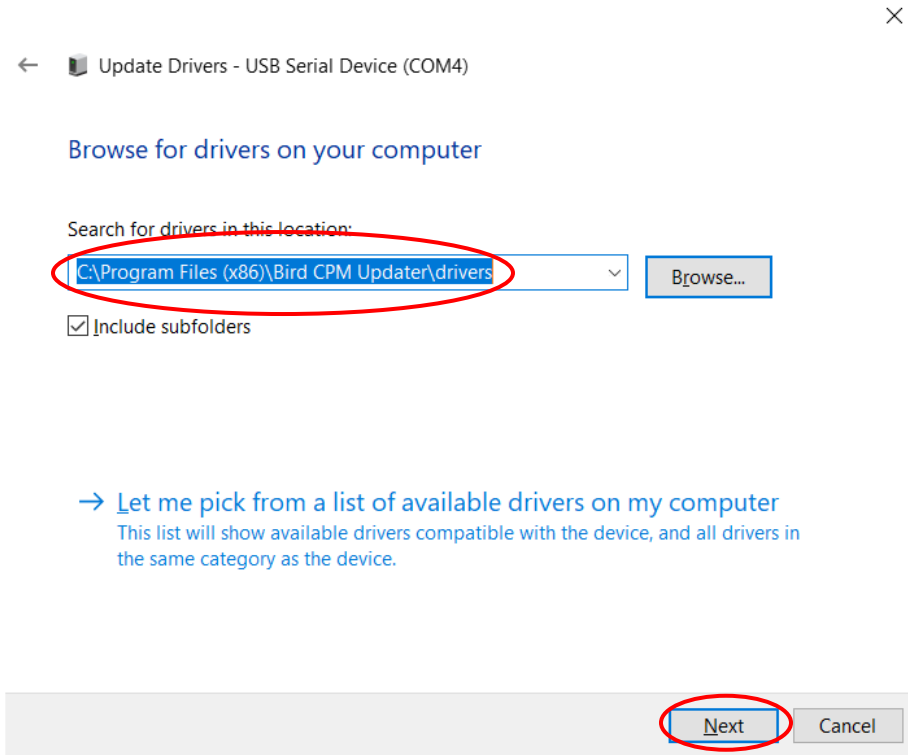 Update Drivers - USB Serial Device (COM4)
Browse for drivers on your computer
Search for drivers in this location:
C:\Program Files (x86)\Bird CPM Updater\drivers
Browse...
Include subfolders
Let me pick from a list of available drivers on my computer
This list will show available drivers compatible with the device, and all drivers in
the same category as the device.
Next
Cancel